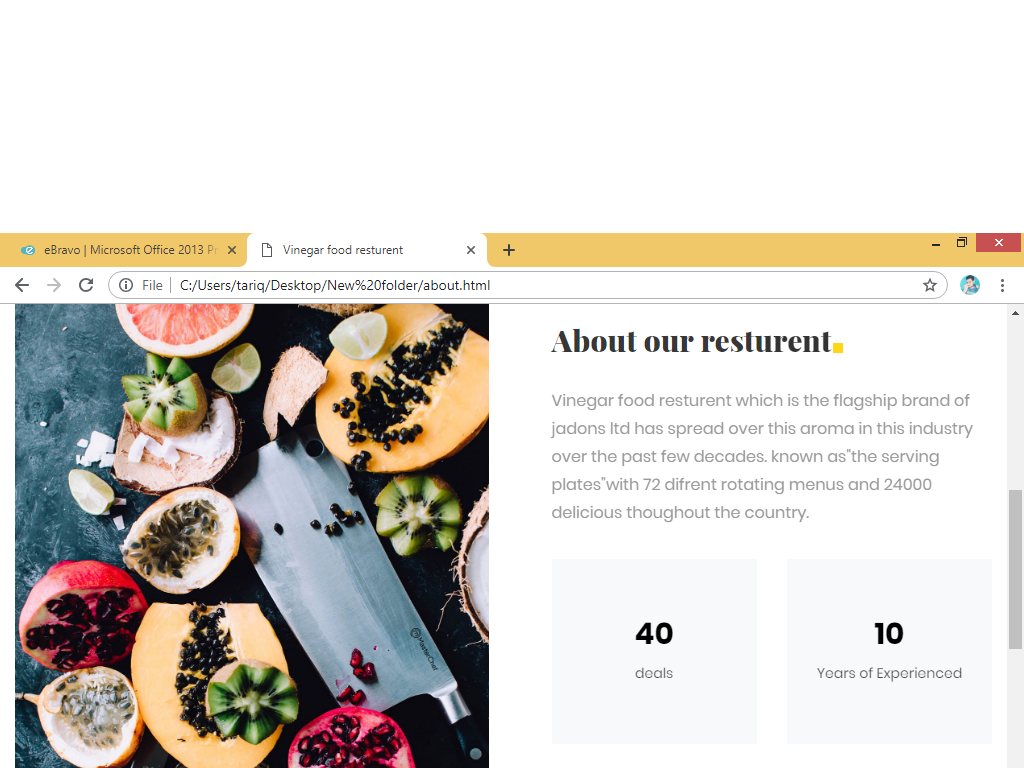 eBravo | Microsoft Office 2013 Pr
Vinegar food resturent
File
C:/Users/tariq/Desktop/New%20folder/about.html
About our resturent
Vinegar food resturent which is the flagship brand of
jadons ltd has spread over this aroma in this industry
over the past few decades. known as"the serving
plates"with 72 difrent rotating menus and 24000
delicious thoughout the country.
40
deals
10
Years of Experienced
MasterChef